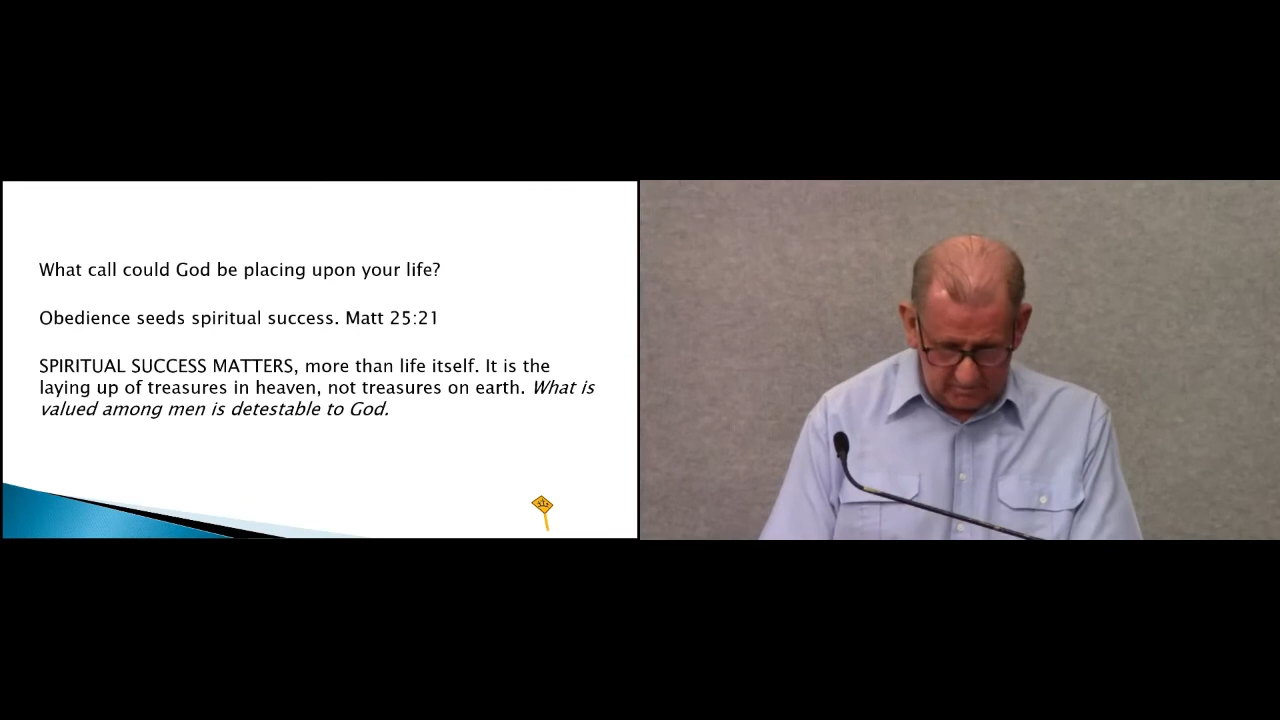 What call could God be placing upon your life?
Obedience seeds spiritual success. Matt 25:21
SPIRITUAL SUCCESS MATTERS, more than life itself. It is the
laying up of treasures in heaven, not treasures on earth. What is
valued among men is detestable to God.